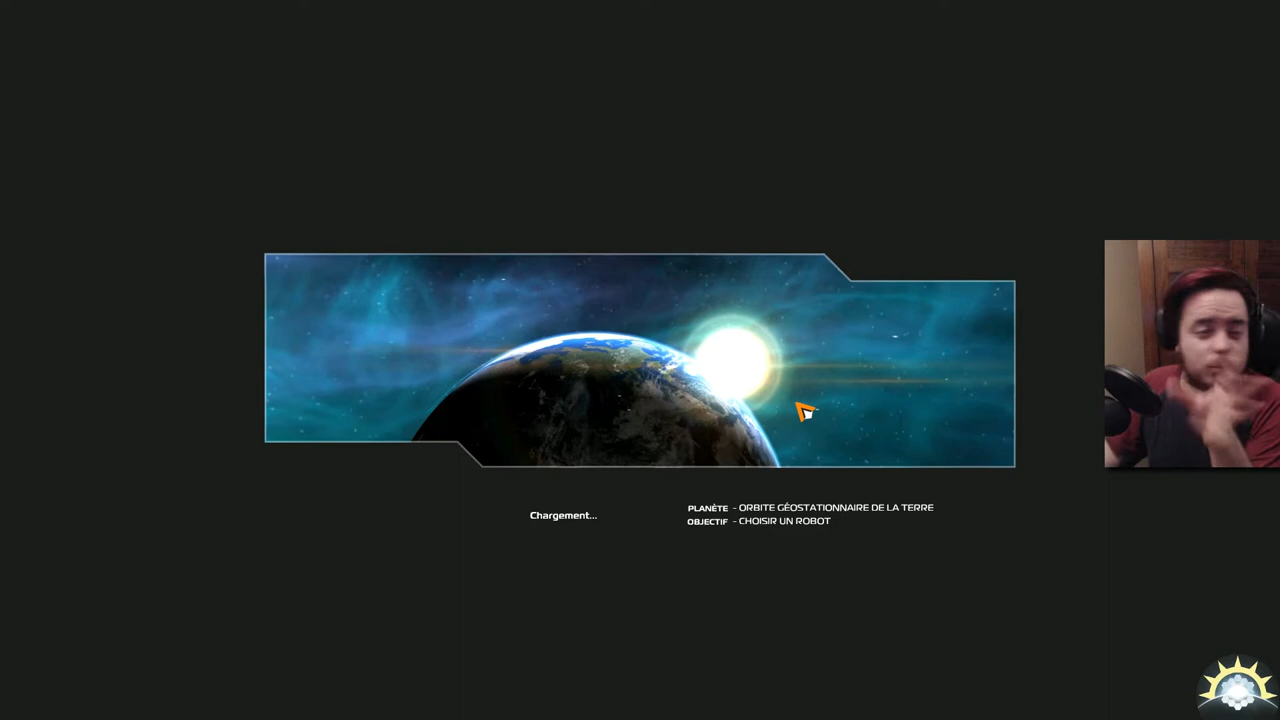 Chargement...
PLANÈTE - ORBITE GÉOSTATIONNAIRE DE LA TERRE
OBJECTIF - CHOISIR UN ROBOT